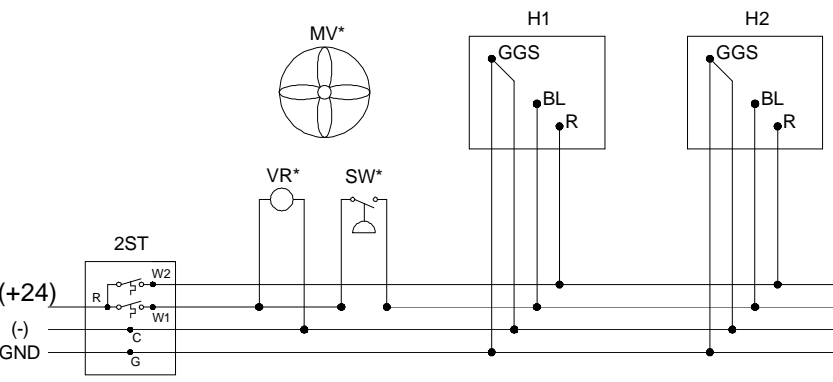 H1
H2
MV*
GGS
GGS
BL
BL
R
R
VR*
SW*
2ST
W2
(+24)
R
W1
(-)
C
GND
G